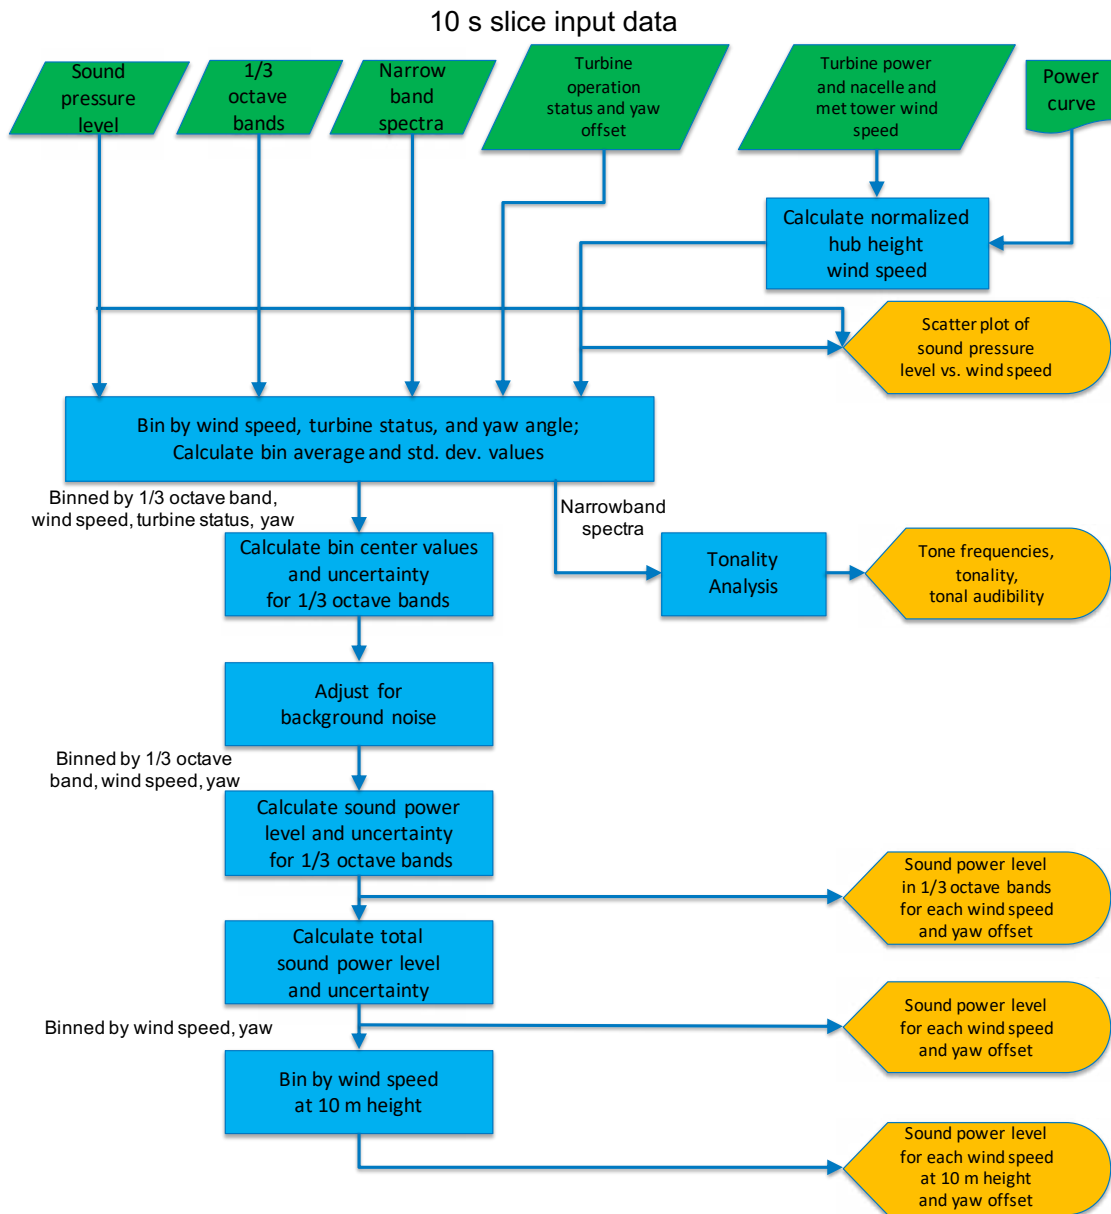 10 s slice input data
Sound
pressure
level
1/3
octave
bands
Narrow
band
spectra
Turbine
operation
status and yaw
offset
Turbine power
and nacelle and
met tower wind
speed
Power
curve
Calculate normalized
hub height
wind speed
Scatter plot of
sound pressure
level vs. wind speed
Bin by wind speed, turbine status, and yaw angle;
Calculate bin average and std. dev. values
Binned by 1/3 octave band,
wind speed, turbine status, yaw
Narrowband
spectra
Calculate bin center values
and uncertainty
for 1/3 octave bands
Tonality
Analysis
Tone frequencies,
tonality,
tonal audibility
Adjust for
background noise
Binned by 1/3 octave
band, wind speed, yaw
Calculate sound power
level and uncertainty
for 1/3 octave bands
Sound power level
in 1/3 octave bands
for each wind speed
and yaw offset
Calculate total
sound power level
and uncertainty
Sound power level
for each wind speed
and yaw offset
Binned by wind speed, yaw
Bin by wind speed
at 10 m height
Sound power level
for each wind speed
at 10 m height
and yaw offset